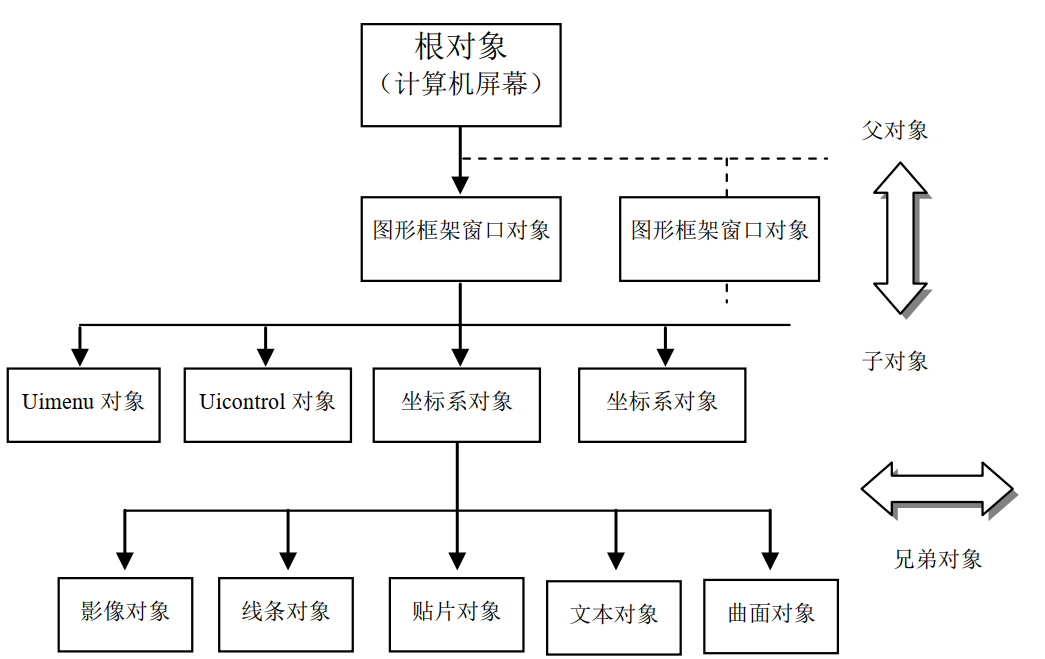 根对象
（计算机屏幕）
父对象
图形框架窗口对象
图形框架窗口对象
子对象
Uimenu 对象
Uicontrol 对象
坐标系对象
坐标系对象
兄弟对象
影像对象
线条对象
贴片对象
文本对象
曲面对象